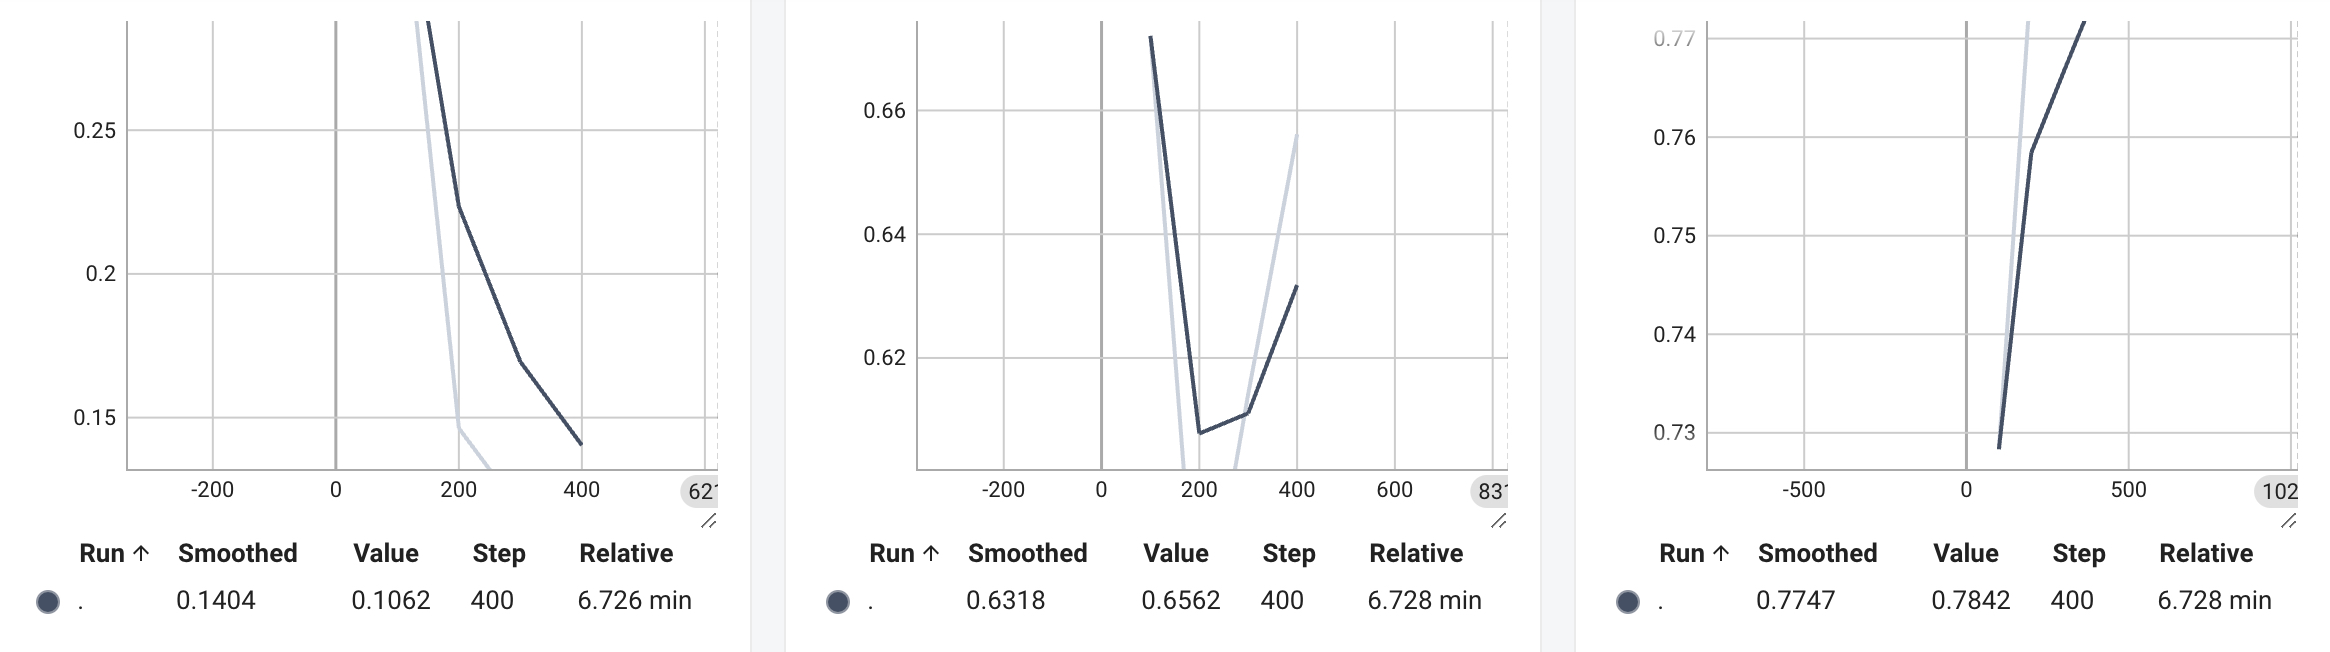 0.25
0.2
0.15
-200 0 200 400 621
Run ↑ Smoothed Value Step Relative
. 0.1404 0.1062 400 6.726 min
0.66
0.64
0.62
-200 0 200 400 600 831
Run ↑ Smoothed Value Step Relative
. 0.6318 0.6562 400 6.728 min
0.77
0.76
0.75
0.74
0.73
-500 0 500 102
Run ↑ Smoothed Value Step Relative
. 0.7747 0.7842 400 6.728 min